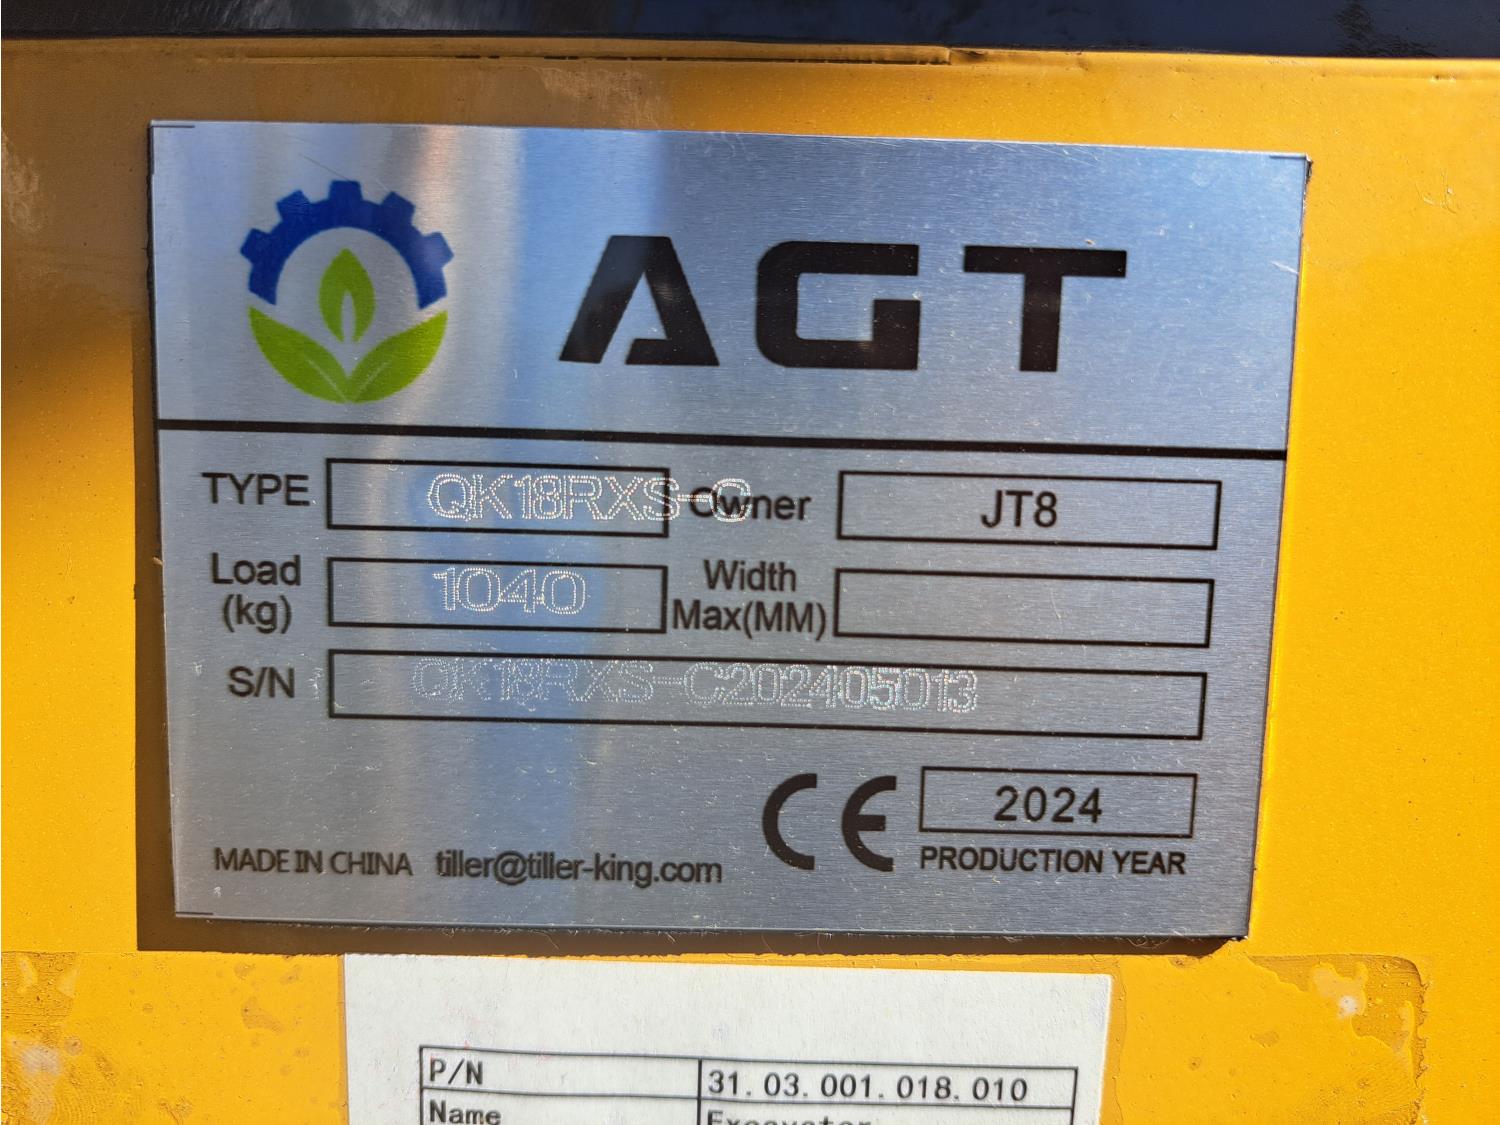 AGT
TYPE QK18RXS-C Owner JT8
Load (kg) 1040 Width Max(MM)
S/N QK18RXS-C202405013
CE 2024
MADE IN CHINA tiller@tiller-king.com PRODUCTION YEAR
P/N 31.03.001.018.010
Name Excavator